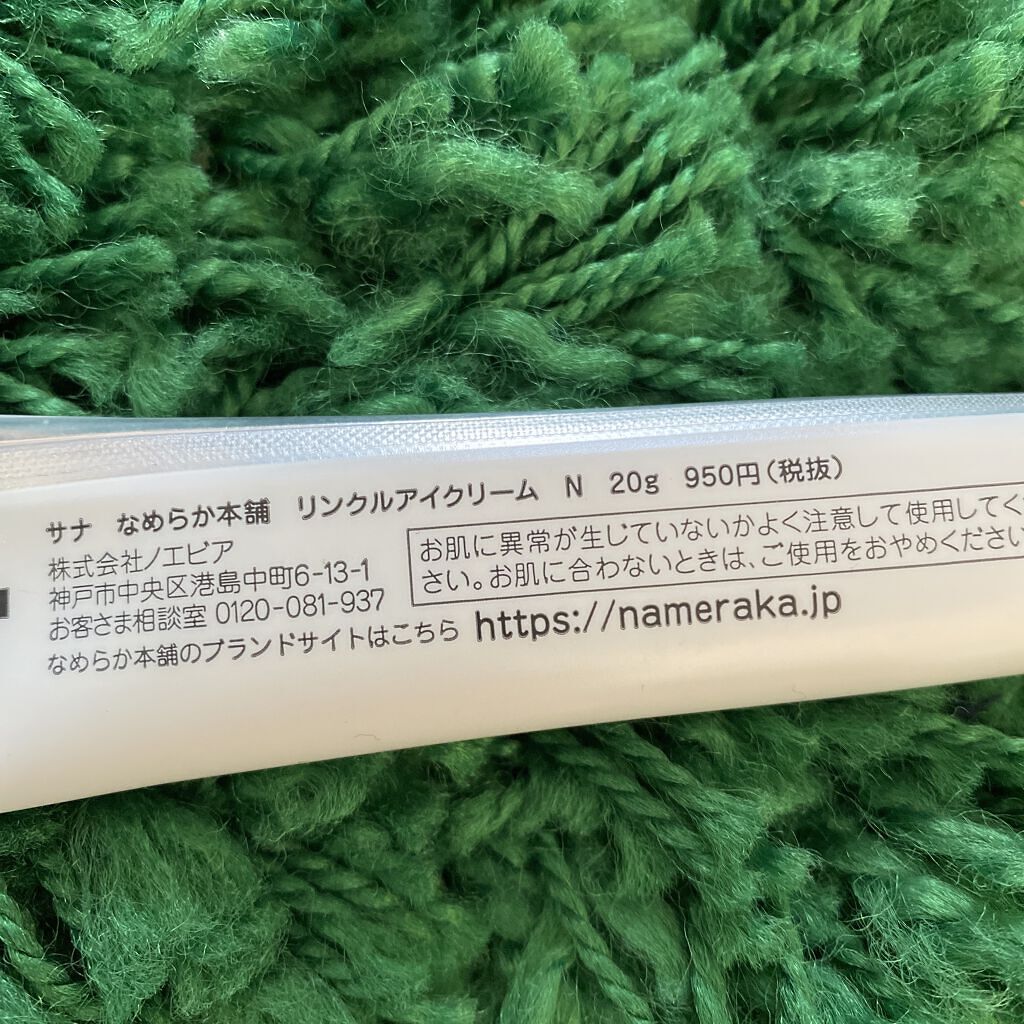 サナ なめらか本舗 リンクルアイクリーム N 20g 950円(税抜)
株式会社ノエビア
神戸市中央区港島中町6-13-1
お客さま相談室 0120-081-937
お肌に異常が生じていないかよく注意して使用してく
さい。お肌に合わないときは、ご使用をおやめください
なめらか本舗のブランドサイトはこちら https://nameraka.jp